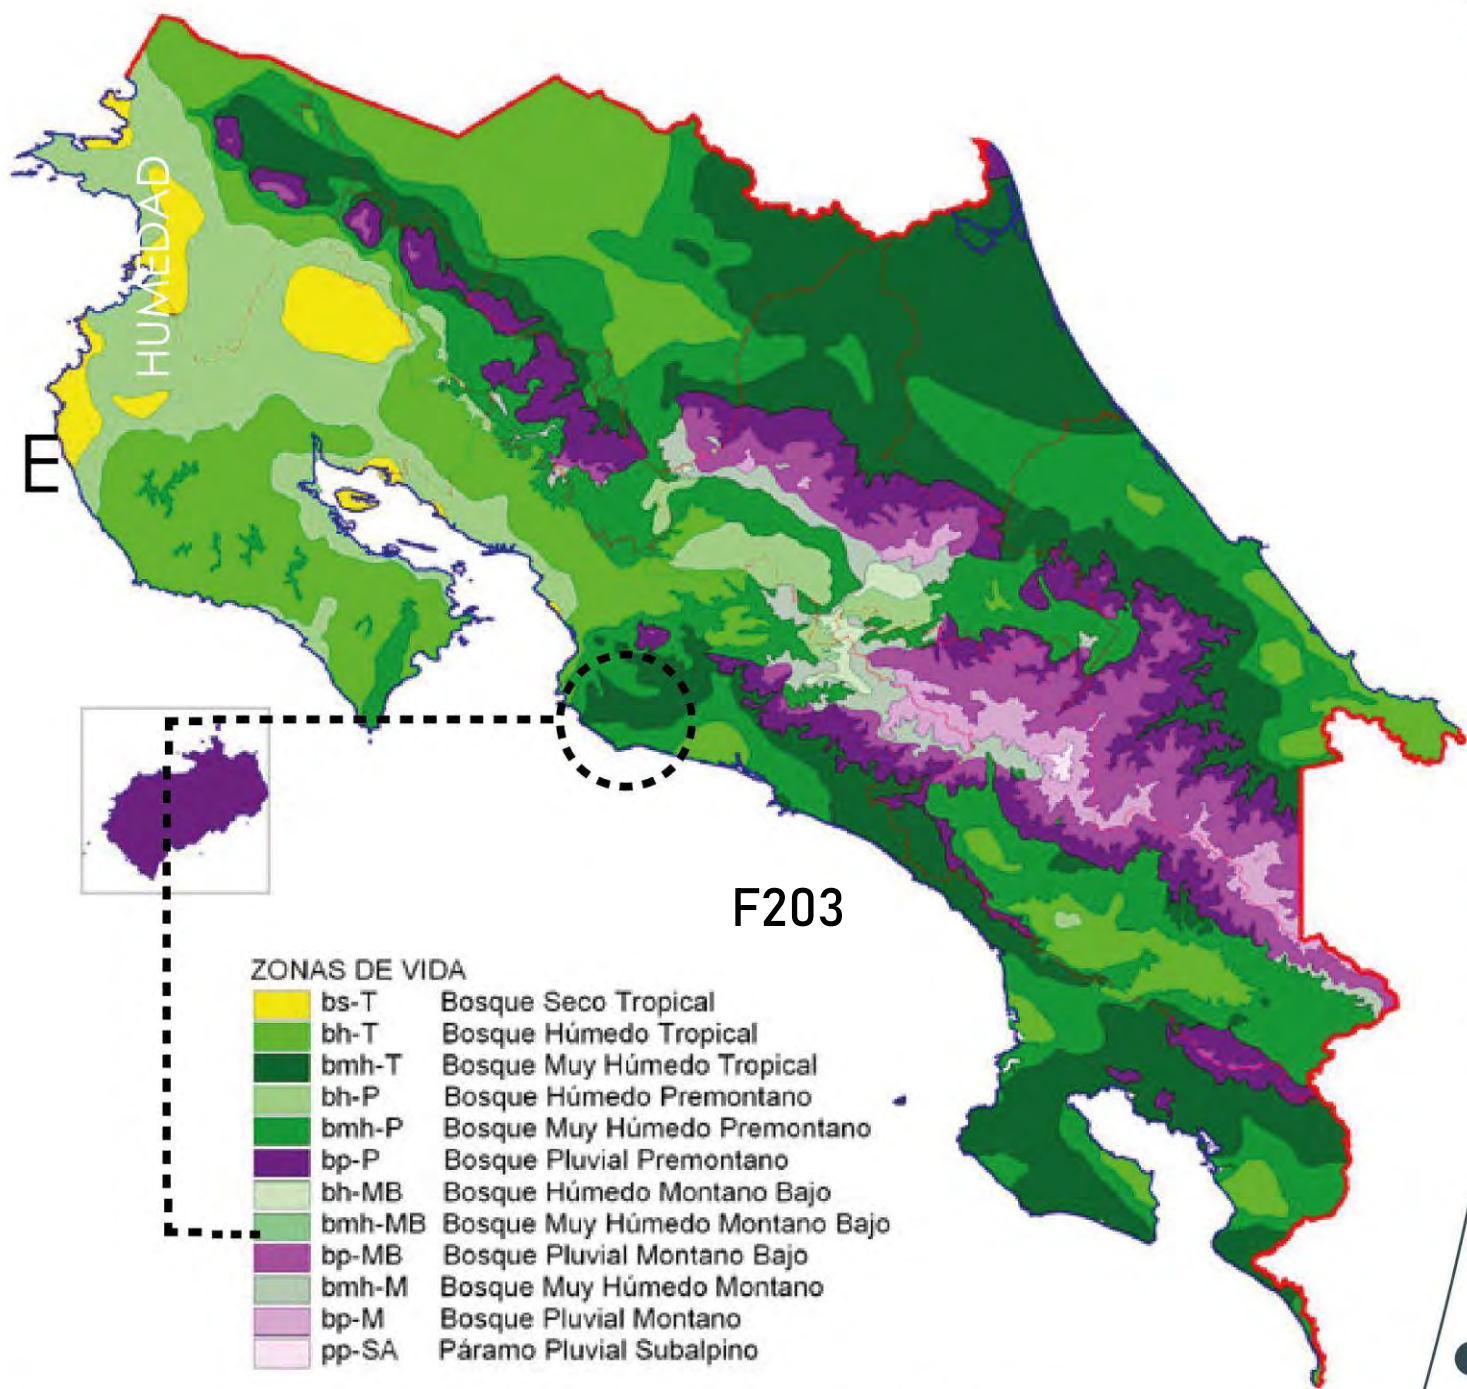 HUMEDAD
E
F203
ZONAS DE VIDA
bs-T Bosque Seco Tropical
bh-T Bosque Húmedo Tropical
bmh-T Bosque Muy Húmedo Tropical
bh-P Bosque Húmedo Premontano
bmh-P Bosque Muy Húmedo Premontano
bp-P Bosque Pluvial Premontano
bh-MB Bosque Húmedo Montano Bajo
bmh-MB Bosque Muy Húmedo Montano Bajo
bp-MB Bosque Pluvial Montano Bajo
bmh-M Bosque Muy Húmedo Montano
bp-M Bosque Pluvial Montano
pp-SA Páramo Pluvial Subalpino